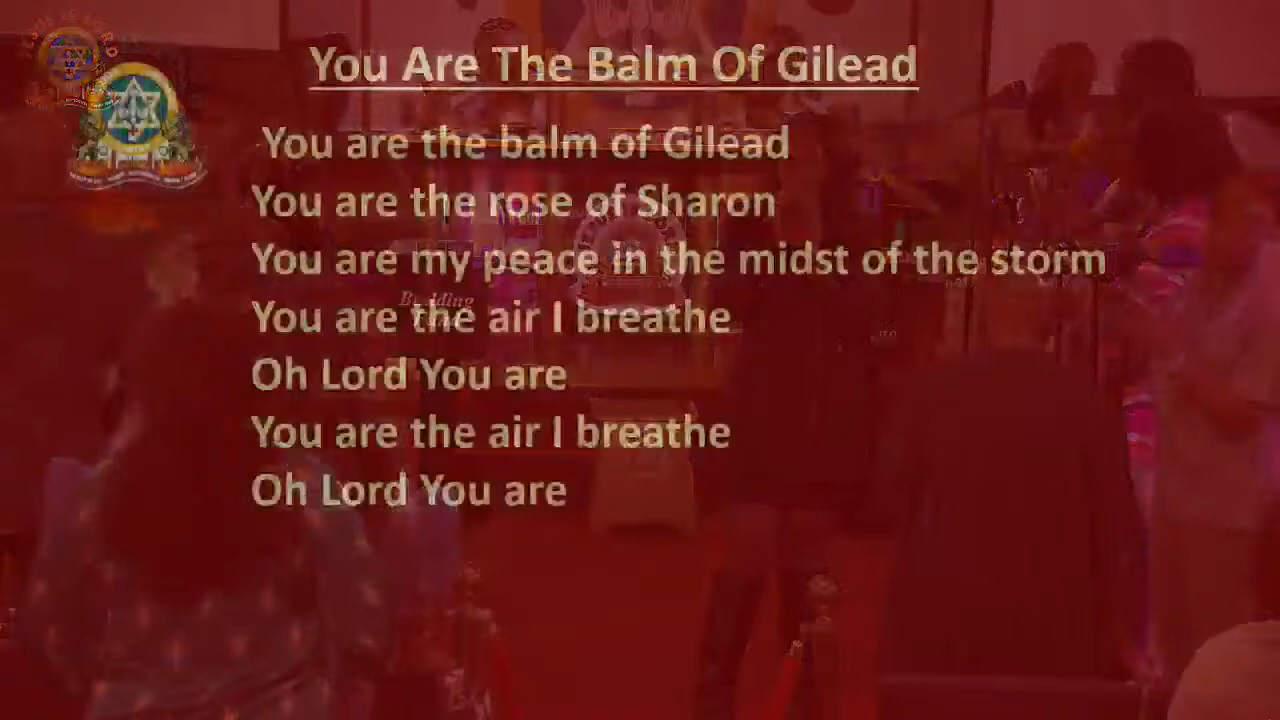 You Are The Balm Of Gilead
You are the balm of Gilead
You are the rose of Sharon
You are my peace in the midst of the storm
You are the air I breathe
Oh Lord You are
You are the air I breathe
Oh Lord You are
Building